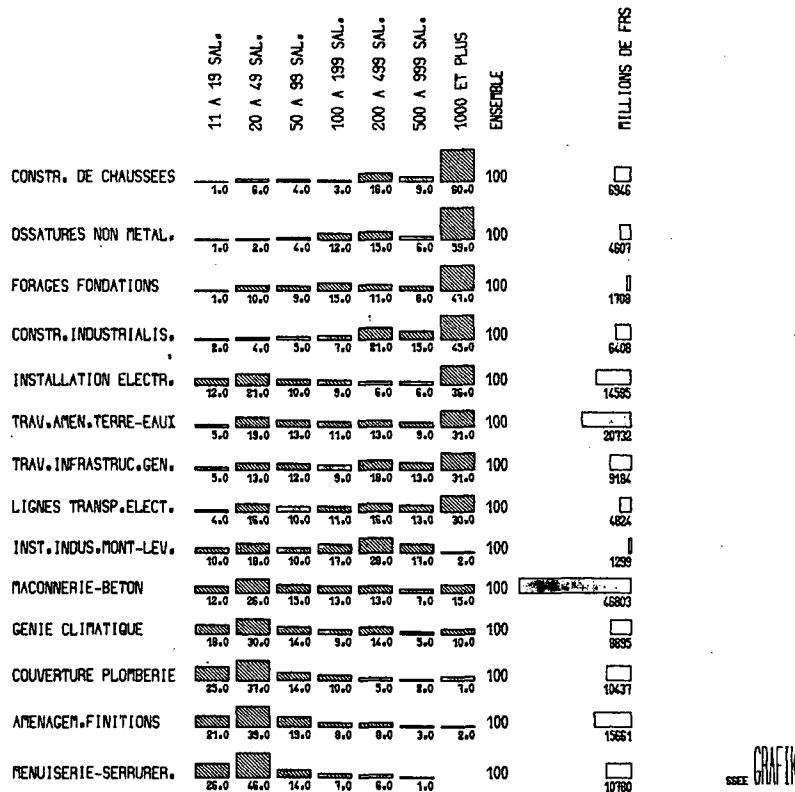 11 A 19 SAL.
20 A 49 SAL.
50 A 99 SAL.
100 A 199 SAL.
200 A 499 SAL.
500 A 999 SAL.
1000 ET PLUS
ENSEMBLE
MILLIONS DE FRS
CONSTR. DE CHAUSSEES 100
1.0 6.0 4.0 3.0 16.0 9.0 60.0 6946
OSSATURES NON METAL. 100
1.0 2.0 4.0 12.0 15.0 6.0 59.0 4607
FORAGES FONDATIONS 100
1.0 10.0 9.0 15.0 11.0 8.0 47.0 1708
CONSTR.INDUSTRIALIS. 100
2.0 4.0 5.0 7.0 21.0 15.0 45.0 6408
INSTALLATION ELECTR. 100
12.0 21.0 10.0 9.0 6.0 6.0 36.0 14585
TRAV.AMEN.TERRE-EAUX 100
5.0 19.0 13.0 11.0 13.0 9.0 31.0 20732
TRAV.INFRASTRUC.GEN. 100
5.0 13.0 12.0 9.0 18.0 13.0 31.0 9184
LIGNES TRANSP.ELECT. 100
4.0 16.0 10.0 11.0 16.0 13.0 30.0 4824
INST.INDUS.MONT-LEV. 100
10.0 18.0 10.0 17.0 28.0 17.0 2.0 1299
MACONNERIE-BETON 100
12.0 26.0 15.0 13.0 13.0 7.0 15.0 46803
GENIE CLIMATIQUE 100
18.0 30.0 14.0 9.0 14.0 5.0 10.0 9895
COUVERTURE PLOMBERIE 100
25.0 37.0 14.0 10.0 5.0 2.0 7.0 10437
AMENAGEM.FINITIONS 100
21.0 39.0 19.0 8.0 8.0 3.0 2.0 15661
MENUISERIE-SERRURER. 100
26.0 46.0 14.0 7.0 6.0 1.0 10780
SSEE GRAFIK